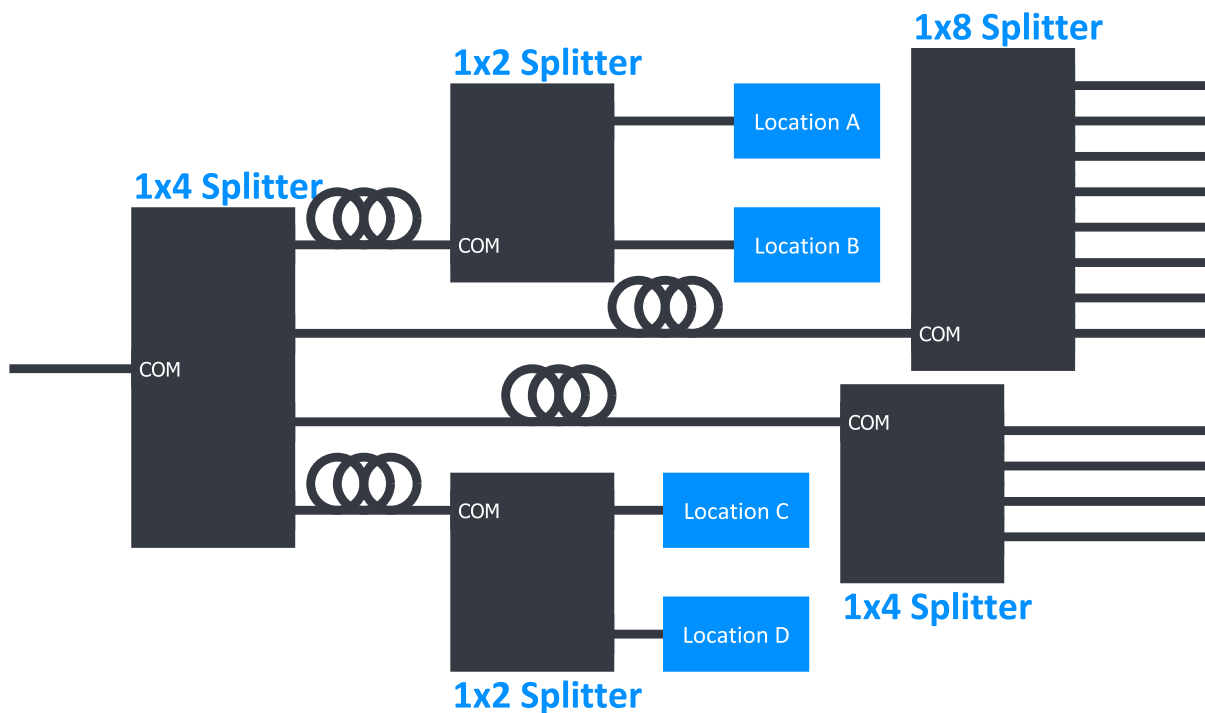 1x8 Splitter
1x2 Splitter
Location A
1x4 Splitter
COM
Location B
COM
COM
COM
COM
Location C
1x4 Splitter
Location D
1x2 Splitter